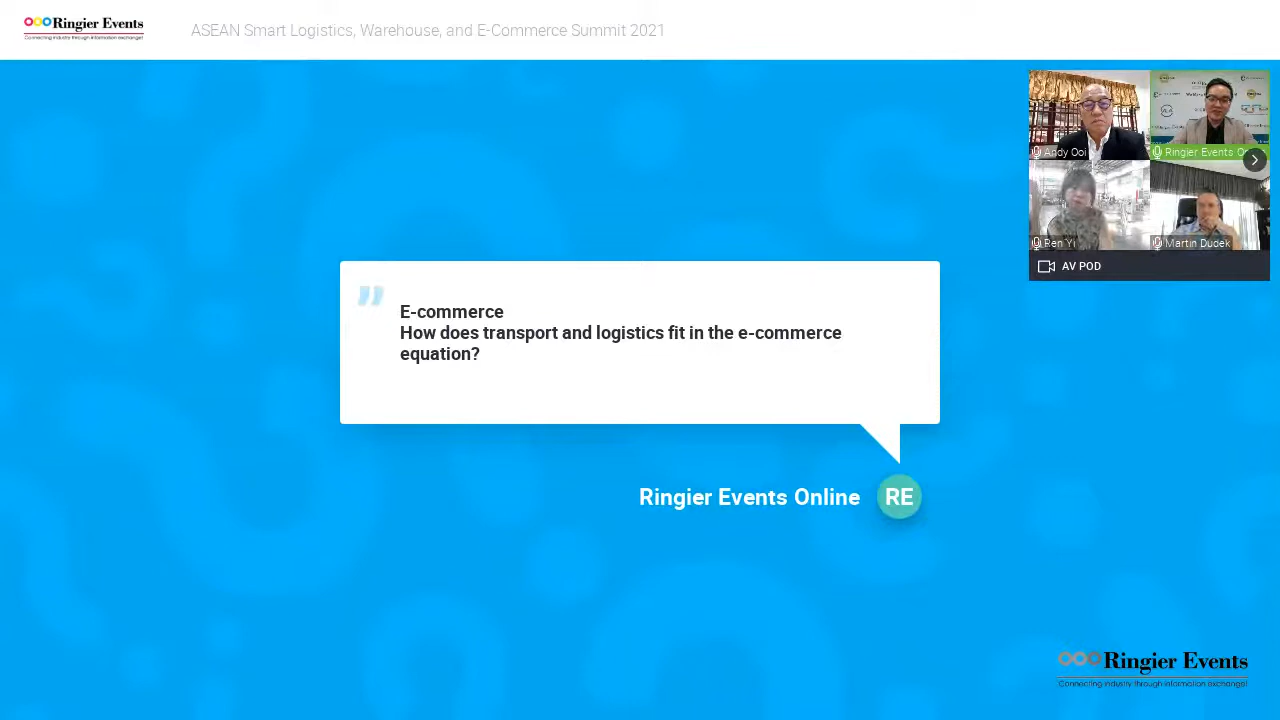 Ringier Events
Connecting industry through information exchange!
ASEAN Smart Logistics, Warehouse, and E-Commerce Summit 2021
Andy Ooi
Ringier Events
Ren Yi
Martin Dudek
AV POD
E-commerce
How does transport and logistics fit in the e-commerce
equation?
Ringier Events Online
RE
Ringier Events
Connecting industry through information exchange!